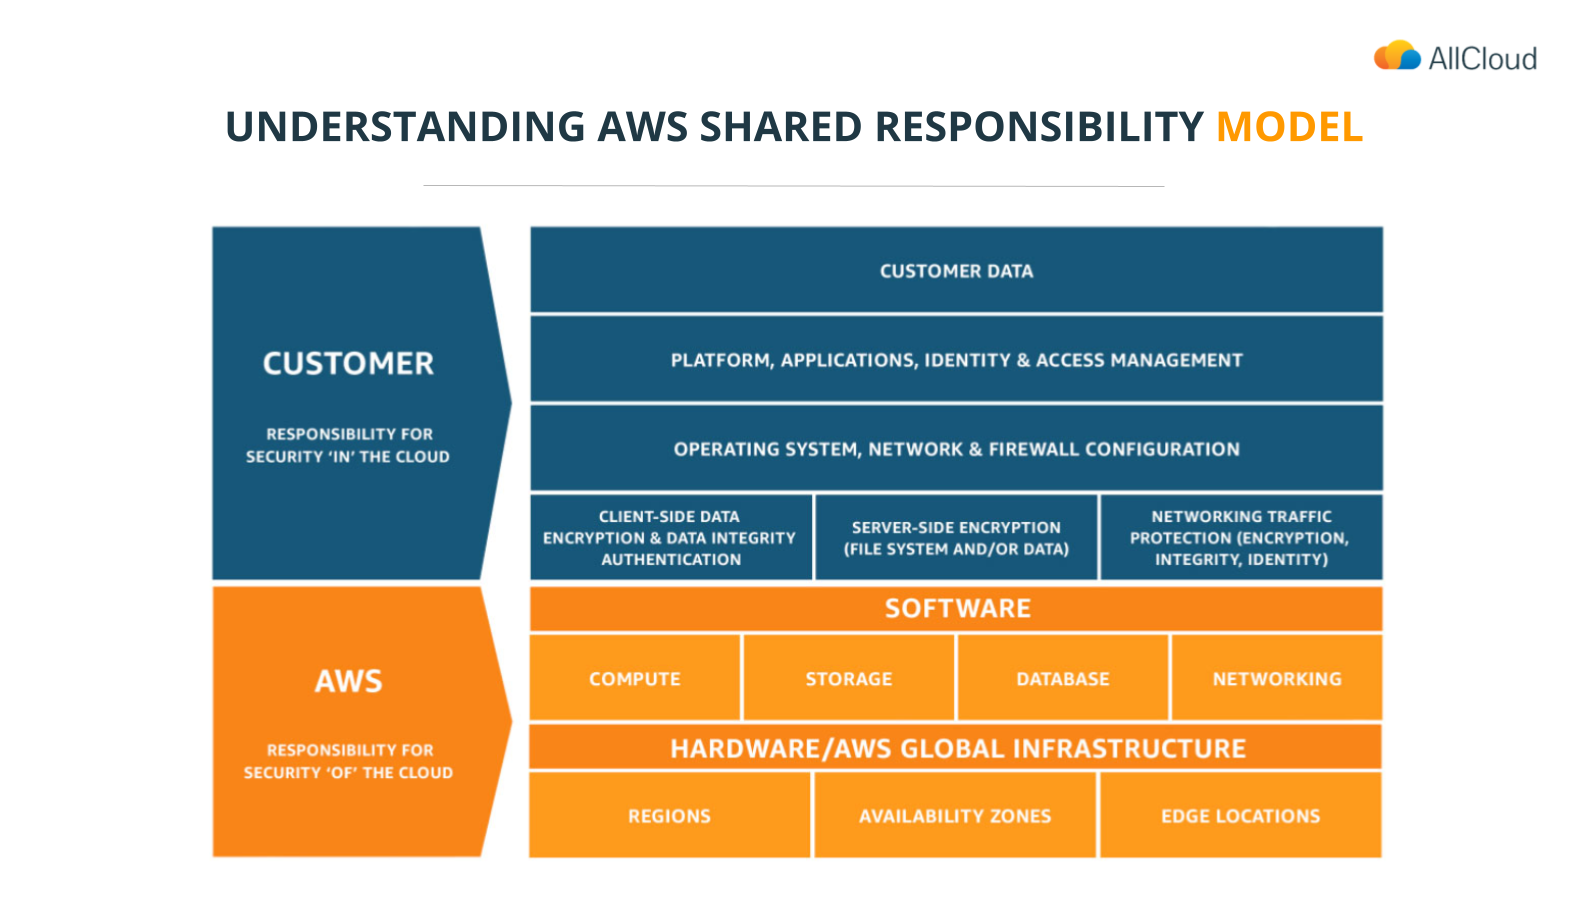 AllCloud
UNDERSTANDING AWS SHARED RESPONSIBILITY MODEL
CUSTOMER
RESPONSIBILITY FOR
SECURITY ‘IN’ THE CLOUD
CUSTOMER DATA
PLATFORM, APPLICATIONS, IDENTITY & ACCESS MANAGEMENT
OPERATING SYSTEM, NETWORK & FIREWALL CONFIGURATION
CLIENT-SIDE DATA
ENCRYPTION & DATA INTEGRITY
AUTHENTICATION
SERVER-SIDE ENCRYPTION
(FILE SYSTEM AND/OR DATA)
NETWORKING TRAFFIC
PROTECTION (ENCRYPTION,
INTEGRITY, IDENTITY)
AWS
RESPONSIBILITY FOR
SECURITY ‘OF’ THE CLOUD
SOFTWARE
COMPUTE
STORAGE
DATABASE
NETWORKING
HARDWARE/AWS GLOBAL INFRASTRUCTURE
REGIONS
AVAILABILITY ZONES
EDGE LOCATIONS